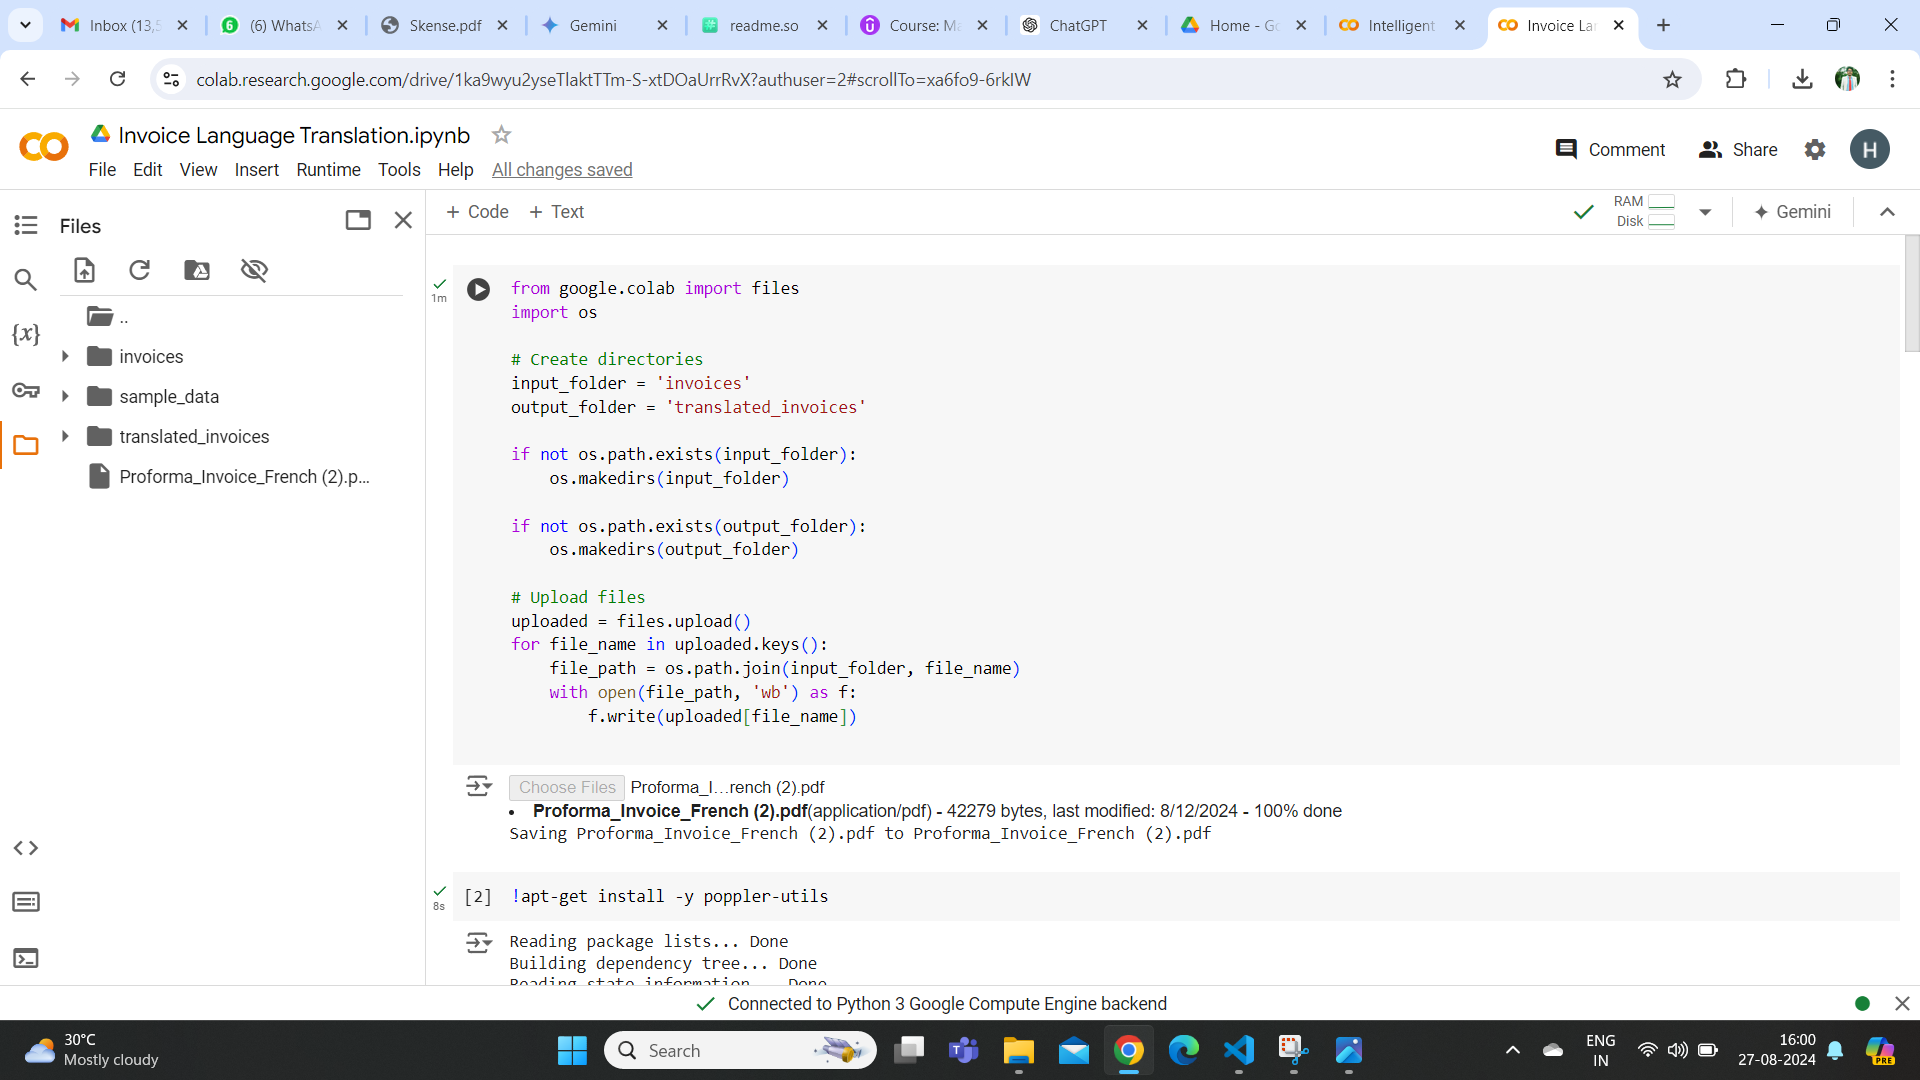 Inbox (13,5
(6) WhatsA
Skense.pdf
Gemini
readme.so
Course: Ma
ChatGPT
Home - Go
Intelligent
Invoice Lan
colab.research.google.com/drive/1ka9wyu2yseTlaktTTm-S-xtDOaUrrRvX?authuser=2#scrollTo=xa6fo9-6rkIW
CO Invoice Language Translation.ipynb
File Edit View Insert Runtime Tools Help All changes saved
Comment Share H
Files
+ Code + Text
RAM
Disk
Gemini
..
invoices
sample_data
translated_invoices
Proforma_Invoice_French (2).p...
{x}
1m
from google.colab import files
import os
# Create directories
input_folder = 'invoices'
output_folder = 'translated_invoices'
if not os.path.exists(input_folder):
os.makedirs(input_folder)
if not os.path.exists(output_folder):
os.makedirs(output_folder)
# Upload files
uploaded = files.upload()
for file_name in uploaded.keys():
file_path = os.path.join(input_folder, file_name)
with open(file_path, 'wb') as f:
f.write(uploaded[file_name])
Choose Files Proforma_I...rench (2).pdf
• Proforma_Invoice_French (2).pdf(application/pdf) - 42279 bytes, last modified: 8/12/2024 - 100% done
Saving Proforma_Invoice_French (2).pdf to Proforma_Invoice_French (2).pdf
8s
[2] !apt-get install -y poppler-utils
Reading package lists... Done
Building dependency tree... Done
Reading state information... Done
Connected to Python 3 Google Compute Engine backend
30°C
Mostly cloudy
Search
ENG
IN
16:00
27-08-2024
PRE